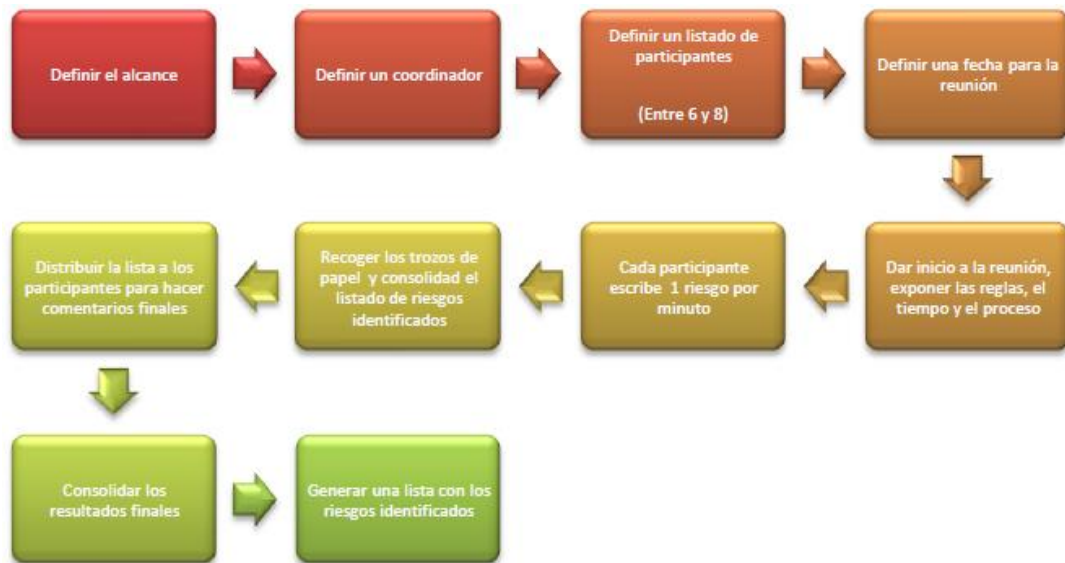 Definir el alcance
Definir un coordinador
Definir un listado de
participantes
(Entre 6 y 8)
Definir una fecha para la
reunión
Dar inicio a la reunión,
exponer las reglas, el
tiempo y el proceso
Cada participante
escribe 1 riesgo por
minuto
Recoger los trozos de
papel y consolidad el
listado de riesgos
identificados
Distribuir la lista a los
participantes para hacer
comentarios finales
Consolidar los
resultados finales
Generar una lista con los
riesgos identificados